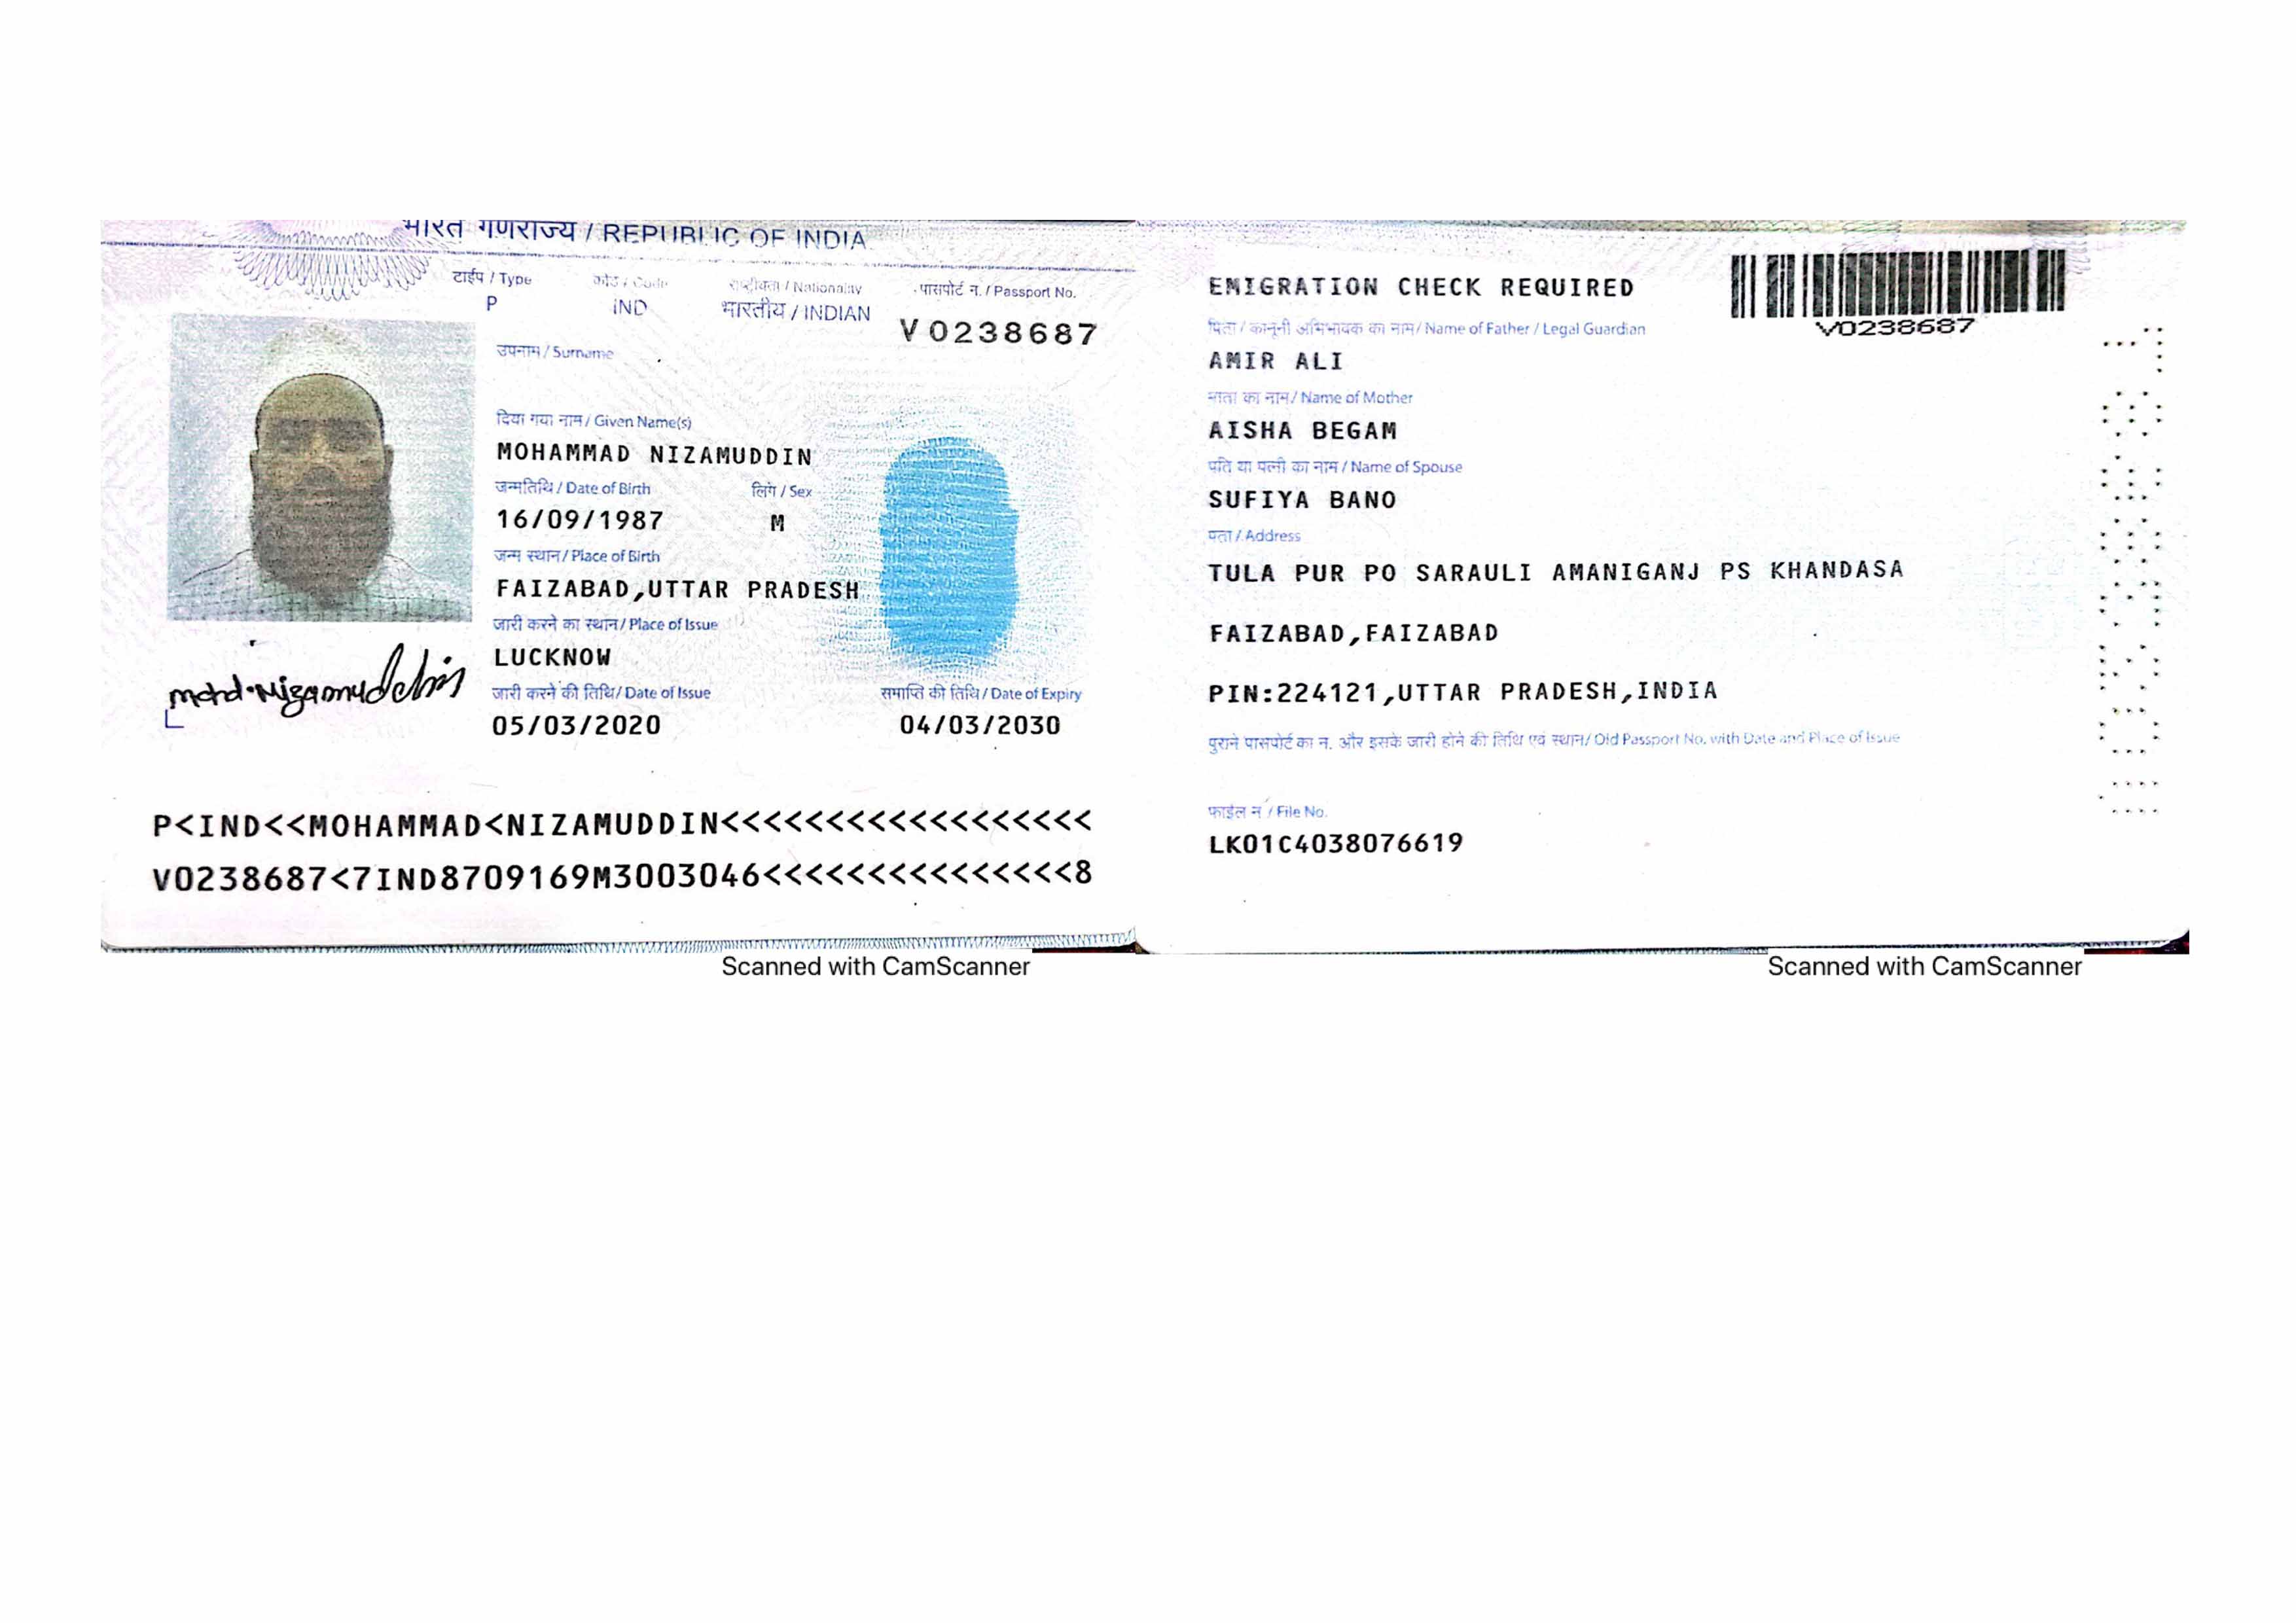 भारत गणराज्य / REPUBLIC OF INDIA
टाईप / Type कोड / Code राष्ट्रीयता / Nationality पासपोर्ट न. / Passport No.
P IND भारतीय / INDIAN V 0238687
उपनाम / Surname
दिया गया नाम / Given Name(s)
MOHAMMAD NIZAMUDDIN
जन्मतिथि / Date of Birth लिंग / Sex
16/09/1987 M
जन्म स्थान / Place of Birth
FAIZABAD,UTTAR PRADESH
जारी करने का स्थान / Place of Issue
LUCKNOW
जारी करने की तिथि / Date of Issue समाप्ति की तिथि / Date of Expiry
05/03/2020 04/03/2030
Mohd.Nizamuddin
P<IND<<MOHAMMAD<NIZAMUDDIN<<<<<<<<<<<<<<<<<<
V0238687<7IND8709169M3003046<<<<<<<<<<<<<<<8
Scanned with CamScanner
EMIGRATION CHECK REQUIRED
V0238687
पिता / कानूनी अभिभावक का नाम / Name of Father / Legal Guardian
AMIR ALI
माता का नाम / Name of Mother
AISHA BEGAM
पति या पत्नी का नाम / Name of Spouse
SUFIYA BANO
पता / Address
TULA PUR PO SARAULI AMANIGANJ PS KHANDASA
FAIZABAD,FAIZABAD
PIN:224121,UTTAR PRADESH,INDIA
पुराने पासपोर्ट का न. और इसके जारी होने की तिथि एवं स्थान / Old Passport No. with Date and Place of Issue
फाईल न / File No.
LK01C4038076619
Scanned with CamScanner